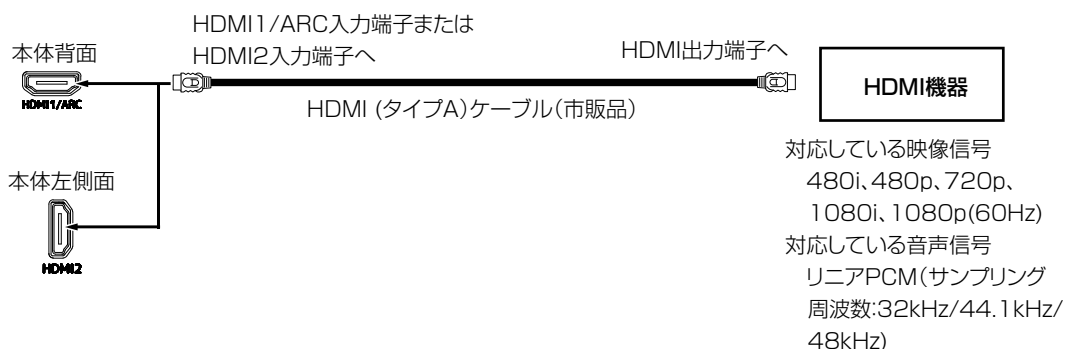 HDMI1/ARC入力端子または
HDMI2入力端子へ
本体背面
HDMI1/ARC
HDMI出力端子へ
HDMI機器
HDMI (タイプA)ケーブル(市販品)
本体左側面
HDMI2
対応している映像信号
480i、480p、720p、
1080i、1080p(60Hz)
対応している音声信号
リニアPCM(サンプリング
周波数:32kHz/44.1kHz/
48kHz)